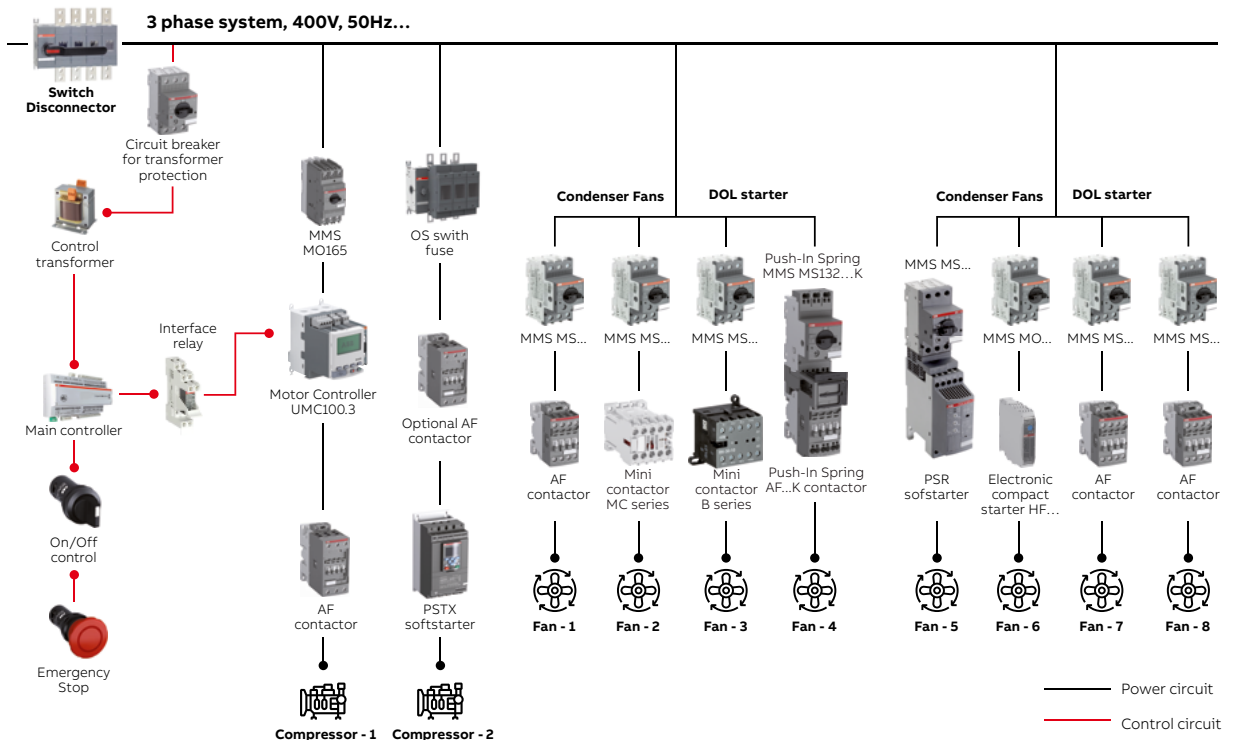 3 phase system, 400V, 50Hz...
Switch
Disconnector
Circuit breaker
for transformer
protection
Control
transformer
Interface
relay
Main controller
On/Off
control
Emergency
Stop
MMS
MO165
Motor Controller
UMC100.3
AF
contactor
Compressor - 1
OS swith
fuse
Optional AF
contactor
PSTX
softstarter
Compressor - 2
Condenser Fans
DOL starter
MMS MS...
AF
contactor
Fan - 1
MMS MS...
Mini
contactor
MC series
Fan - 2
MMS MS...
Mini
contactor
B series
Fan - 3
Push-In Spring
MMS MS132...K
Push-In Spring
AF...K contactor
Fan - 4
Condenser Fans
DOL starter
MMS MS...
PSR
sofstarter
Fan - 5
MMS MO...
Electronic
compact
starter HF...
Fan - 6
MMS MS...
AF
contactor
Fan - 7
MMS MS...
AF
contactor
Fan - 8
Power circuit
Control circuit